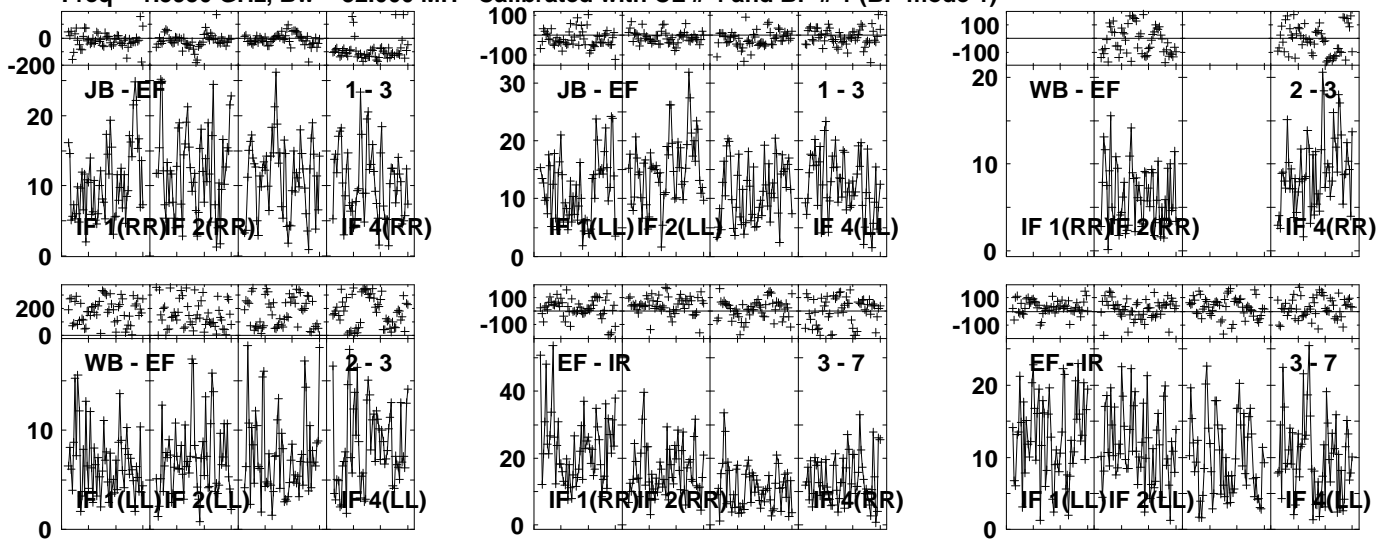 100
100
0
0
0
-200
-100
-100
JB - EF
1 - 3
JB - EF
1 - 3
WB - EF
2 - 3
20
10
0
30
20
10
0
20
10
0
IF 1(RR)
IF 2(RR)
IF 4(RR)
IF 1(LL)
IF 2(LL)
IF 4(LL)
IF 1(RR)
IF 2(RR)
IF 4(RR)
200
0
100
-100
100
-100
WB - EF
2 - 3
EF - IR
3 - 7
EF - IR
3 - 7
10
0
40
20
0
20
10
0
IF 1(LL)
IF 2(LL)
IF 4(LL)
IF 1(RR)
IF 2(RR)
IF 4(RR)
IF 1(LL)
IF 2(LL)
IF 4(LL)